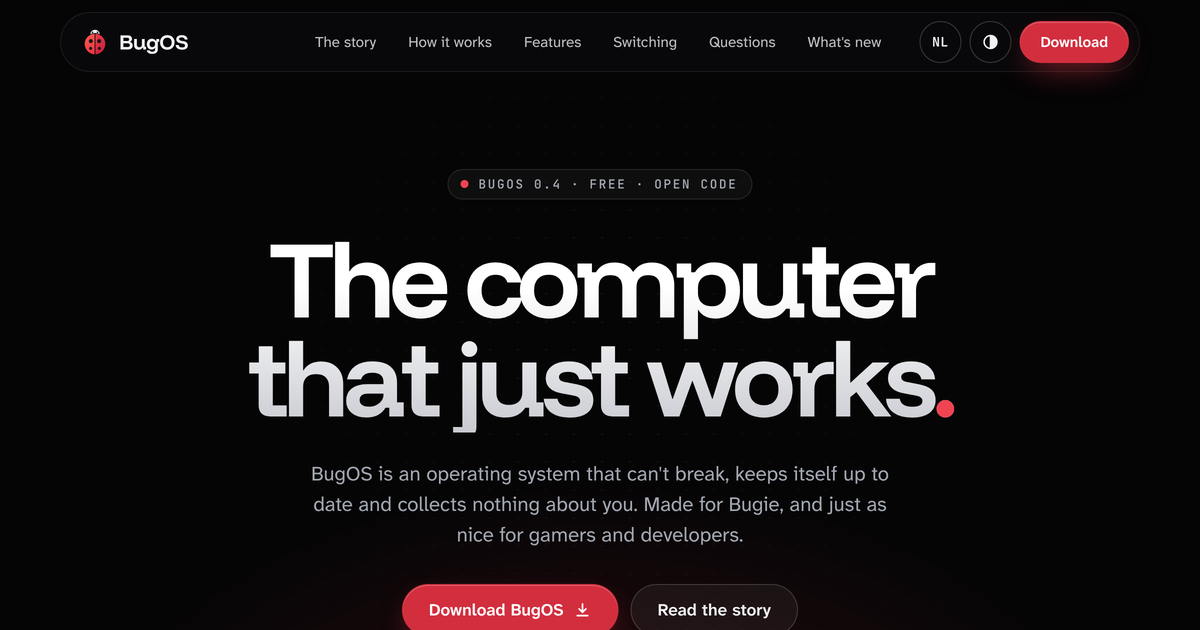 BugOS
The story
How it works
Features
Switching
Questions
What's new
NL
Download
BUGOS 0.4 · FREE · OPEN CODE
The computer
that just works.
BugOS is an operating system that can't break, keeps itself up to
date and collects nothing about you. Made for Bugie, and just as
nice for gamers and developers.
Download BugOS
Read the story